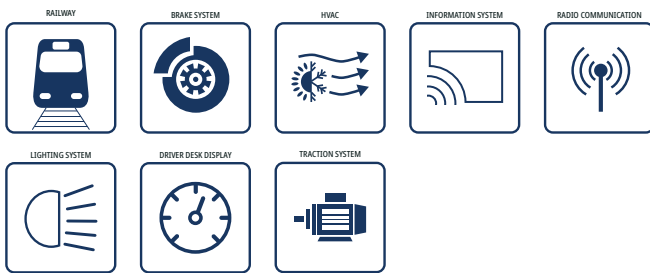 RAILWAY
BRAKE SYSTEM
HVAC
INFORMATION SYSTEM
RADIO COMMUNICATION
LIGHTING SYSTEM
DRIVER DESK DISPLAY
TRACTION SYSTEM